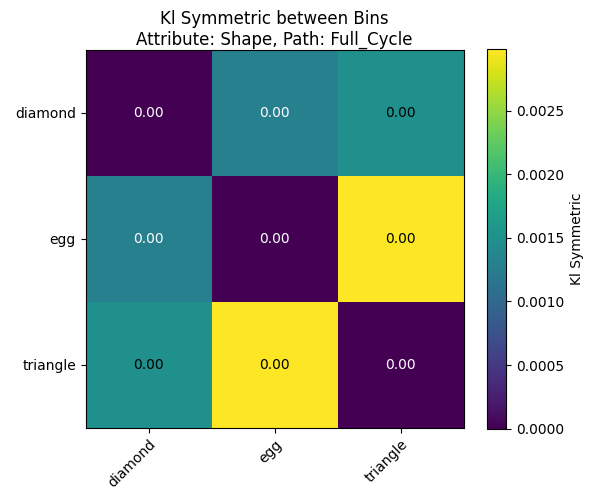 Kl Symmetric between Bins
Attribute: Shape, Path: Full_Cycle
diamond
0.00 0.00 0.00
egg
0.00 0.00 0.00
triangle
0.00 0.00 0.00
diamond
egg
triangle
0.0025
0.0020
0.0015
0.0010
0.0005
0.0000
Kl Symmetric